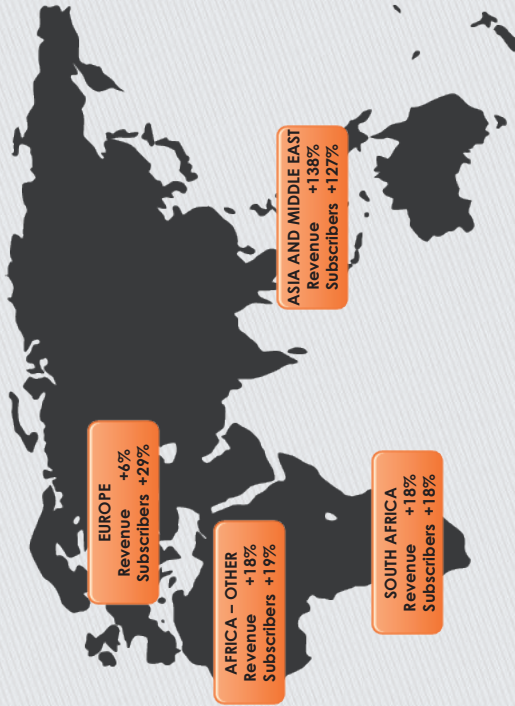 EUROPE
Revenue +6%
Subscribers +29%
AFRICA – OTHER
Revenue +18%
Subscribers +19%
SOUTH AFRICA
Revenue +18%
Subscribers +18%
ASIA AND MIDDLE EAST
Revenue +138%
Subscribers +127%